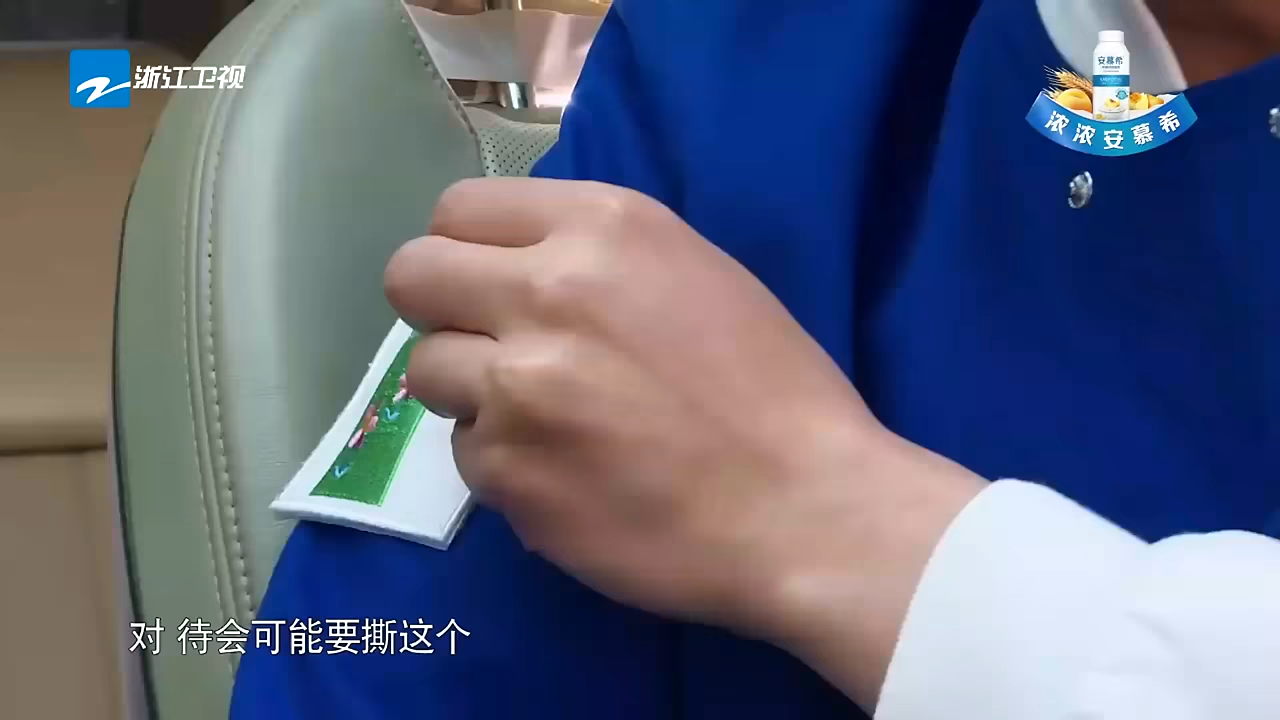 浙江卫视
安慕希
浓浓安慕希
对 待会可能要撕这个